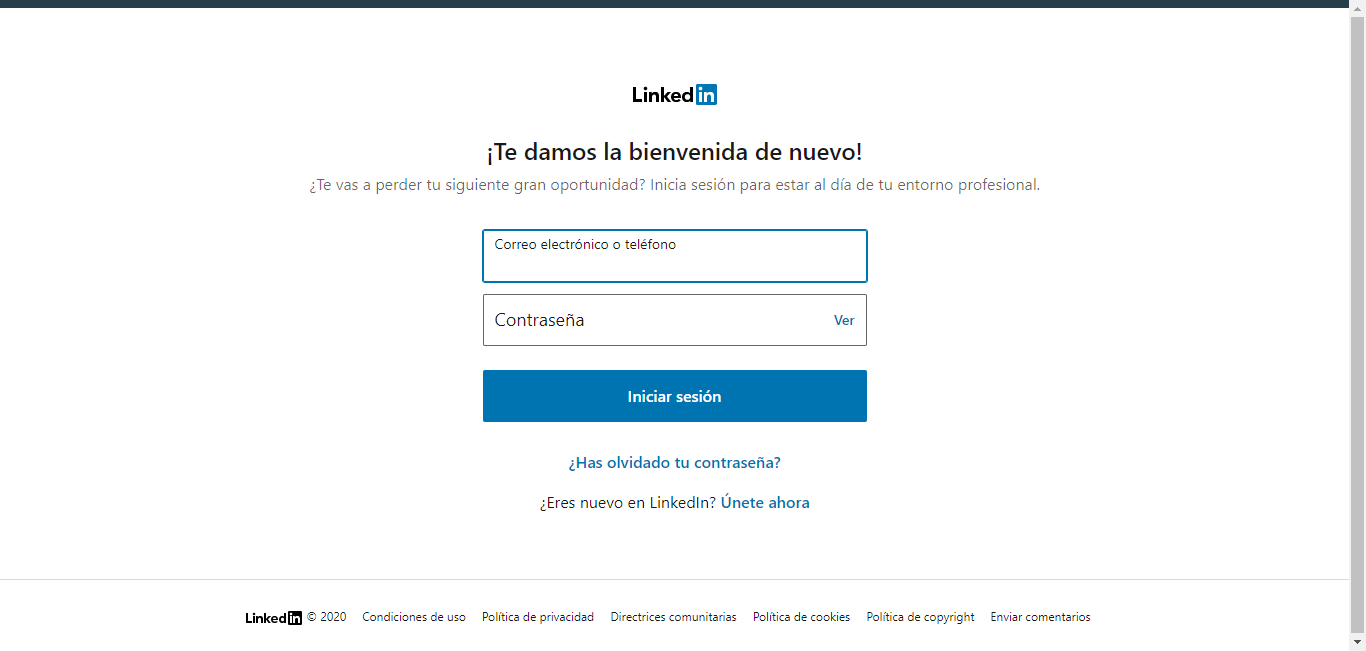 LinkedIn
¡Te damos la bienvenida de nuevo!
¿Te vas a perder tu siguiente gran oportunidad? Inicia sesión para estar al día de tu entorno profesional.
Correo electrónico o teléfono
Contraseña Ver
Iniciar sesión
¿Has olvidado tu contraseña?
¿Eres nuevo en LinkedIn? Únete ahora
LinkedIn © 2020 Condiciones de uso Política de privacidad Directrices comunitarias Política de cookies Política de copyright Enviar comentarios